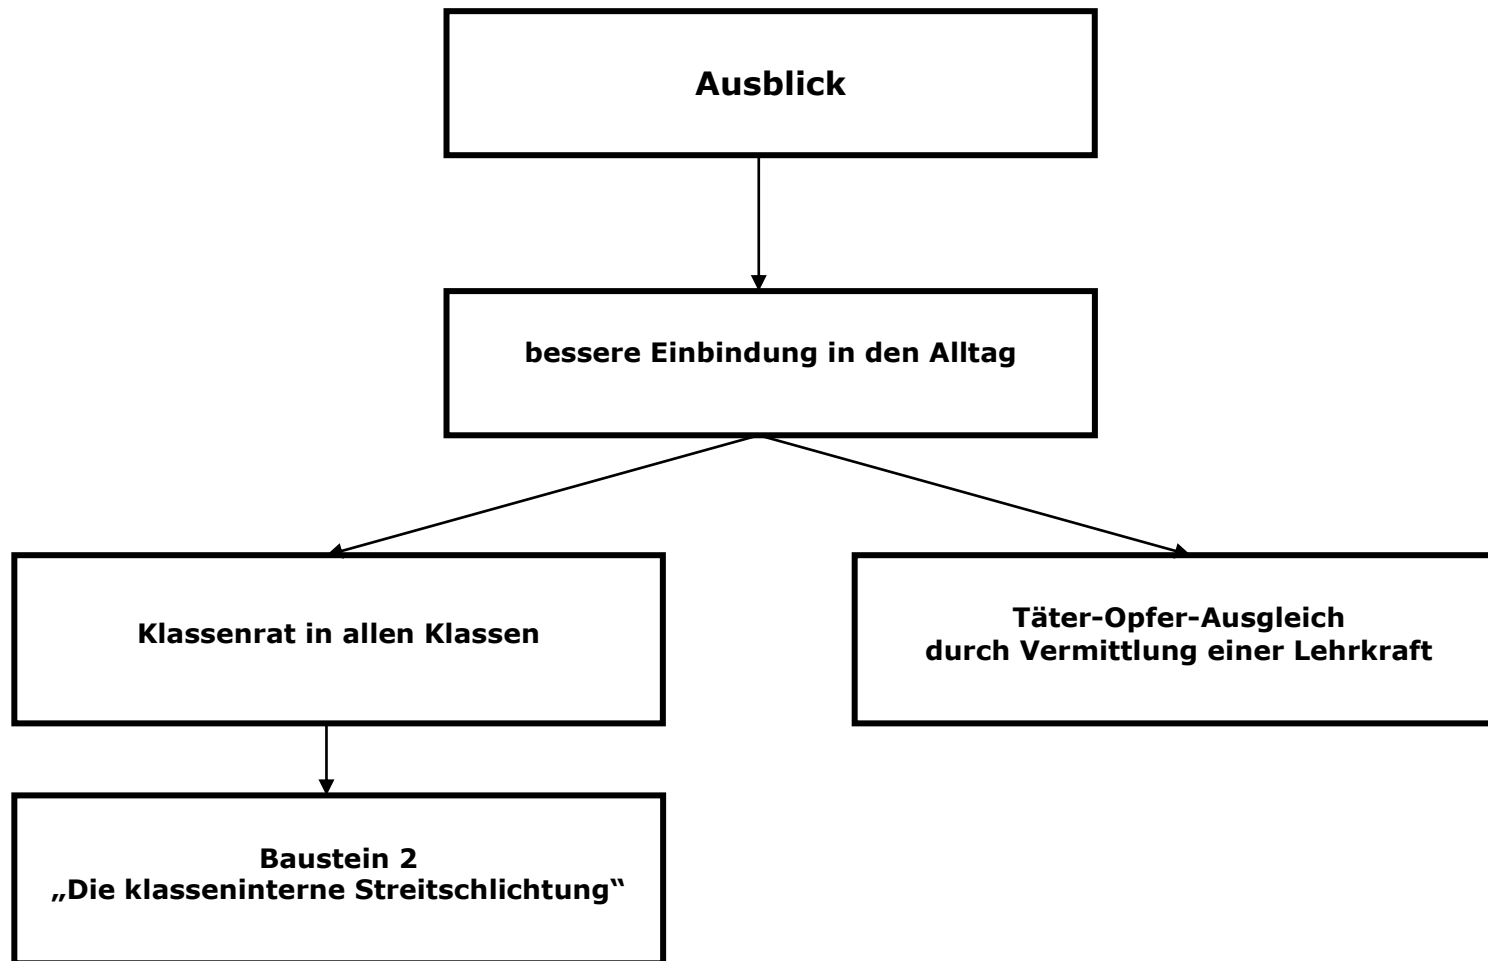 Ausblick
bessere Einbindung in den Alltag
Klassenrat in allen Klassen
Täter-Opfer-Ausgleich
durch Vermittlung einer Lehrkraft
Baustein 2
„Die klasseninterne Streitschlichtung“